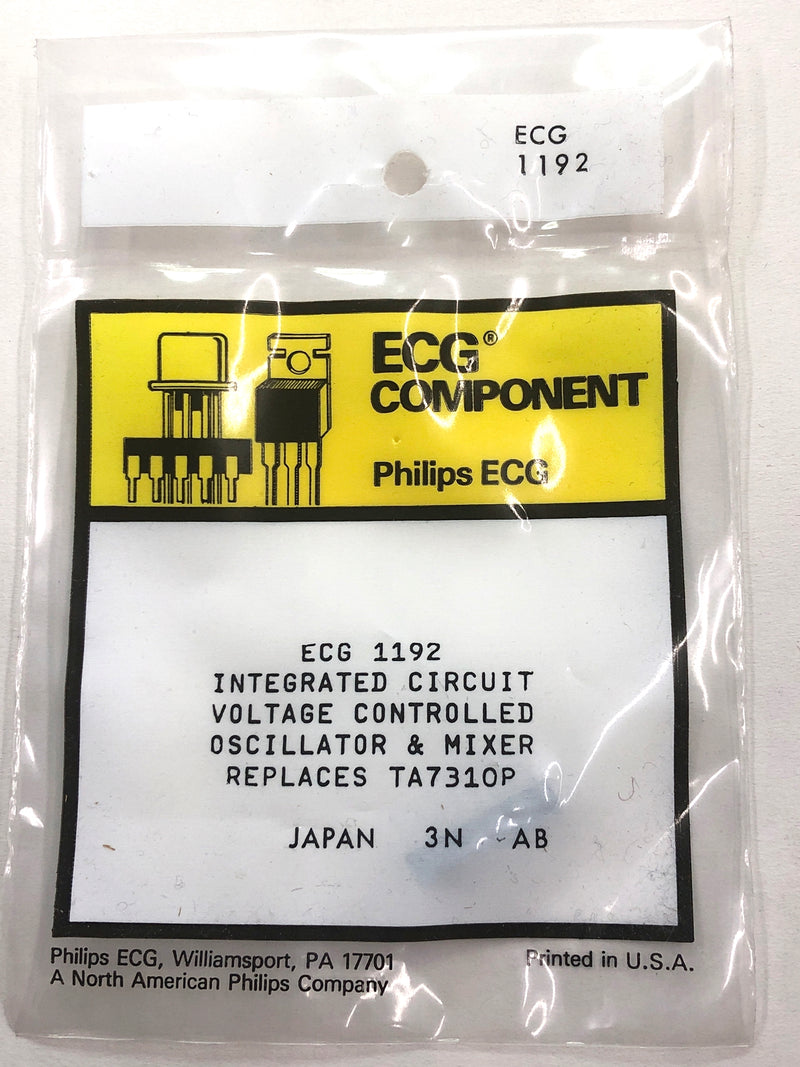 ECG
1192
ECG®
COMPONENT
Philips ECG
ECG 1192
INTEGRATED CIRCUIT
VOLTAGE CONTROLLED
OSCILLATOR & MIXER
REPLACES TA7310P
JAPAN 3N AB
Philips ECG, Williamsport, PA 17701
A North American Philips Company
Printed in U.S.A.